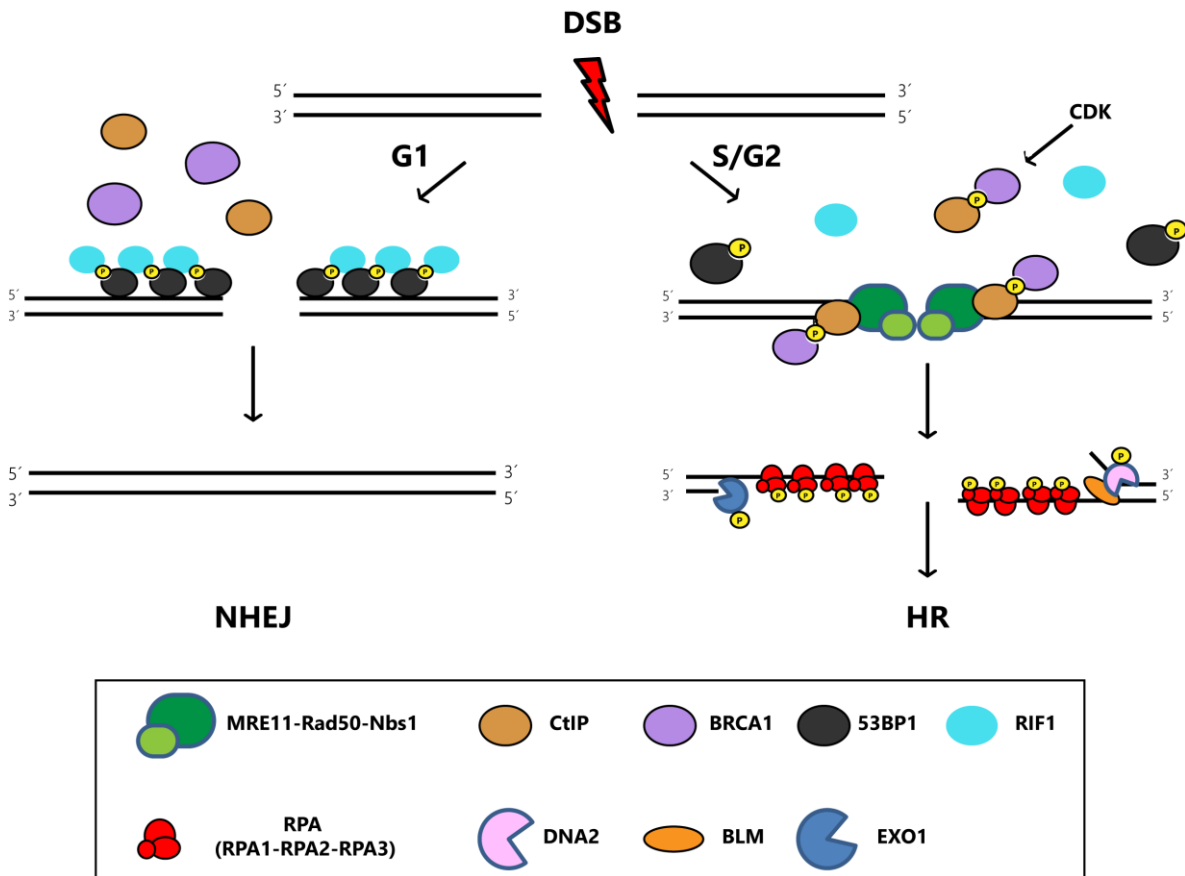 DSB
5´ 3´
3´ 5´
CDK
G1 S/G2
P
P P
P P P P P P
P
P
5´ 3´ 5´ 3´
3´ 5´ 3´ 5´
P
5´ 3´ 5´ 3´
3´ 5´ 3´ 5´
P
P P P P
P P P P
P
NHEJ HR
MRE11-Rad50-Nbs1 CtIP BRCA1 53BP1 RIF1
RPA DNA2 BLM EXO1
(RPA1-RPA2-RPA3)